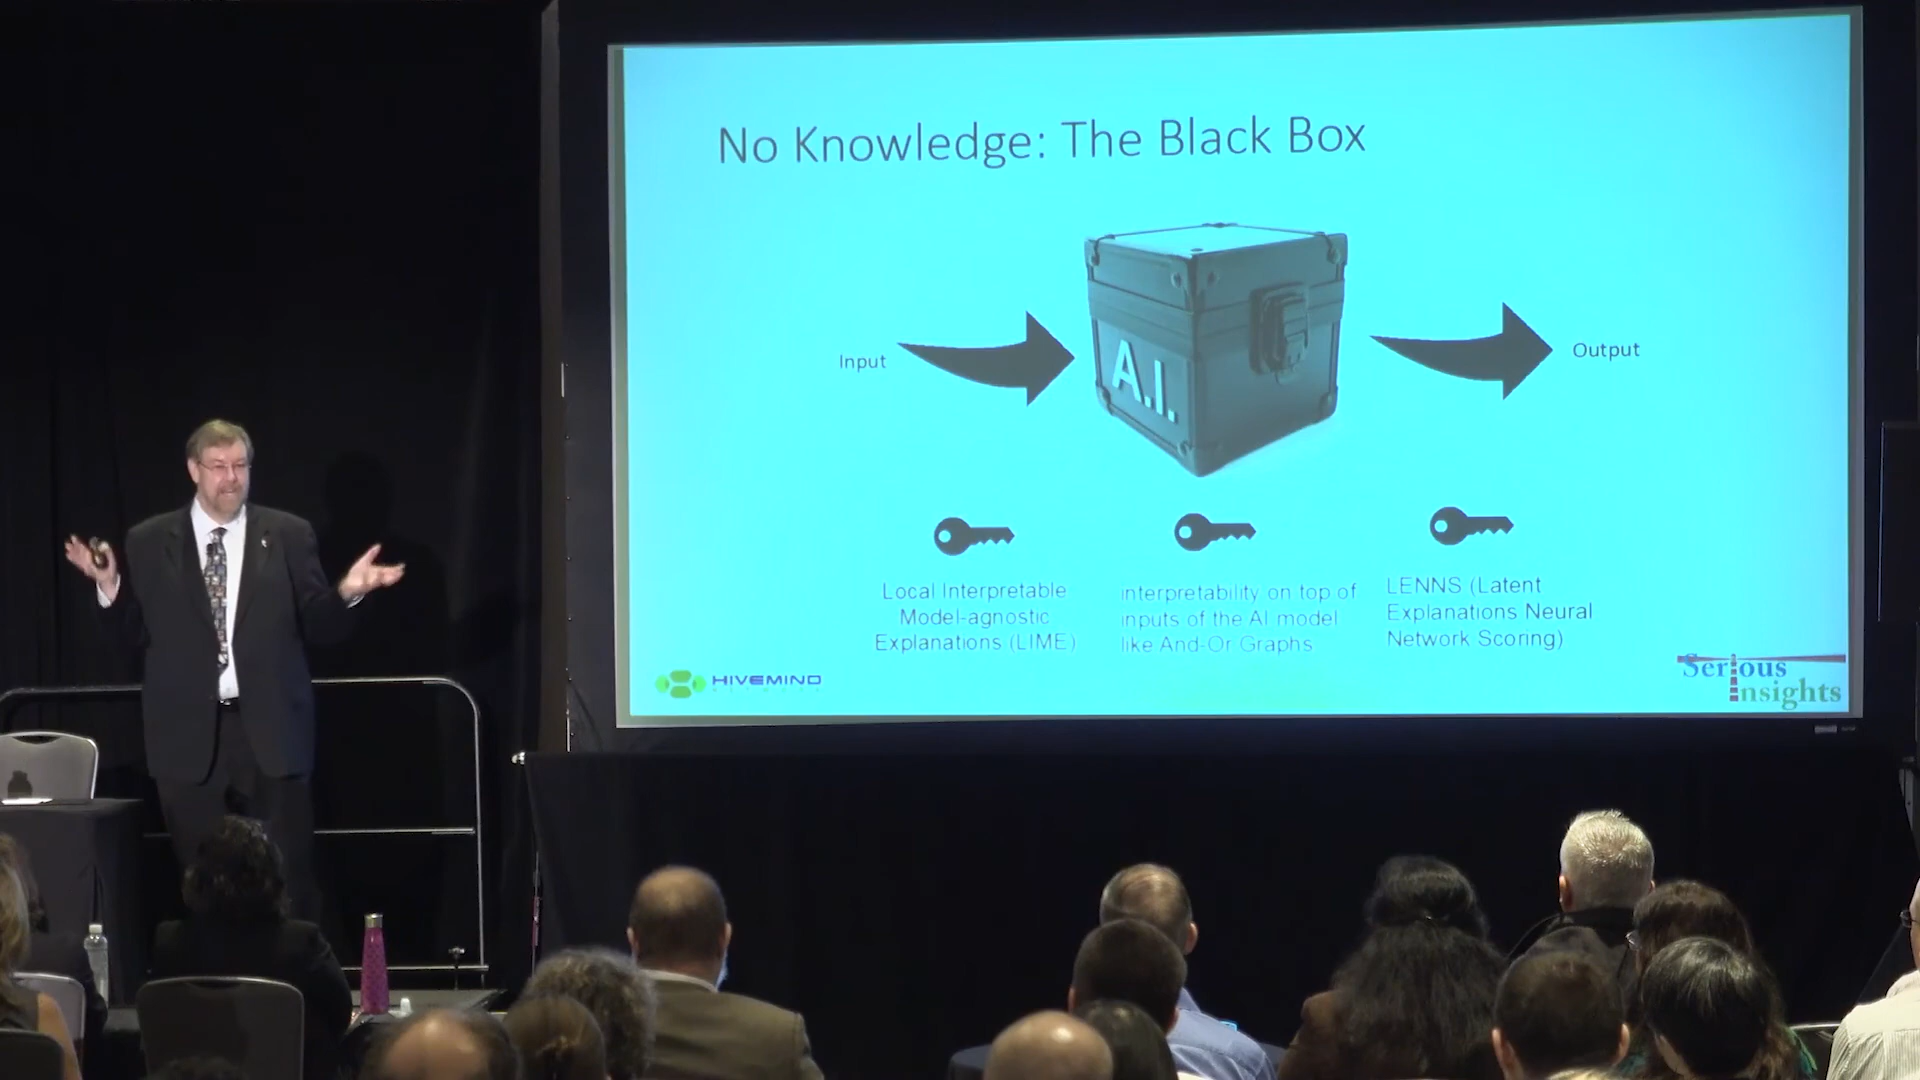 No Knowledge: The Black Box
Input
A.I.
Output
Local Interpretable
Model-agnostic
Explanations (LIME)
interpretability on top of
inputs of the AI model
like And-Or Graphs
LENNS (Latent
Explanations Neural
Network Scoring)
HIVEMIND
Serious
Insights